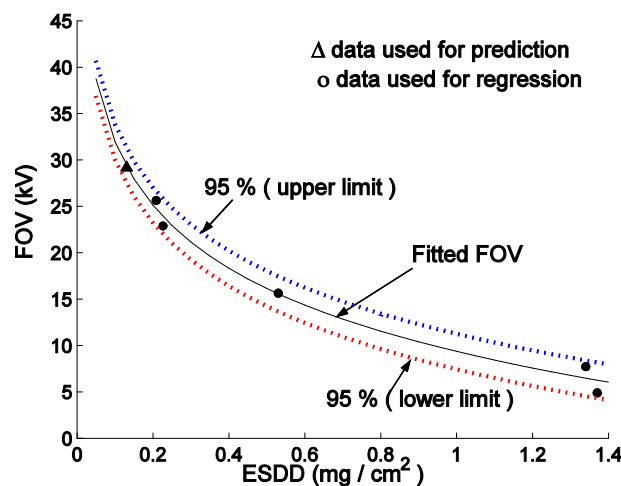 45
40
35
30
25
20
15
10
5
0
FOV (kV)
Δ data used for prediction
o data used for regression
95 % ( upper limit )
Fitted FOV
95 % ( lower limit )
0 0.2 0.4 0.6 0.8 1 1.2 1.4
ESDD (mg / cm²)